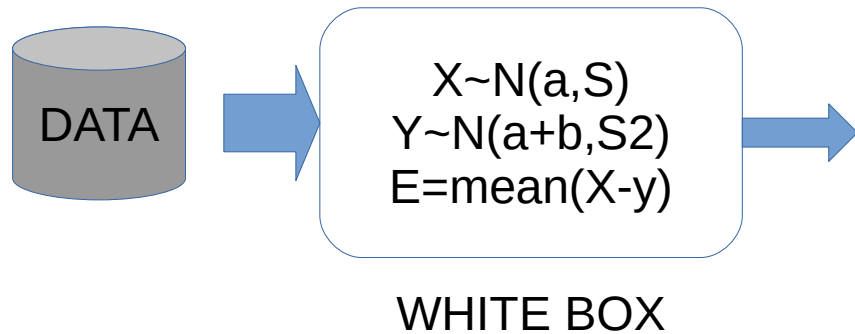 DATA
X~N(a,S)
Y~N(a+b,S2)
E=mean(X-y)
WHITE BOX